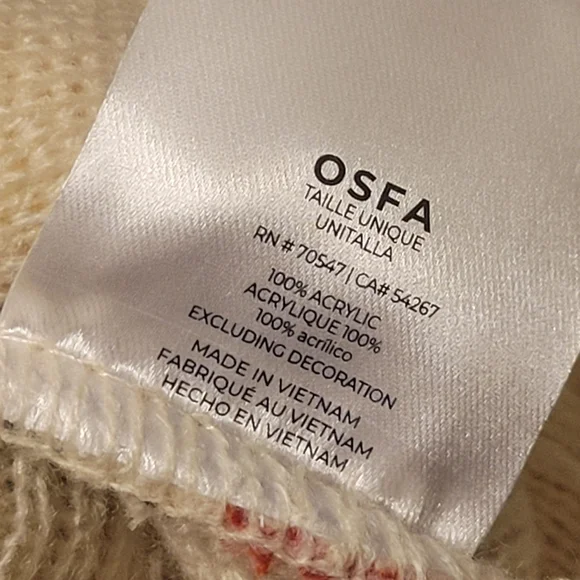 OSFA
TAILLE UNIQUE
UNITALLA
RN # 70547 | CA# 54267
100% ACRYLIC
ACRYLIQUE 100%
100% acrílico
EXCLUDING DECORATION
MADE IN VIETNAM
FABRIQUÉ AU VIETNAM
HECHO EN VIETNAM